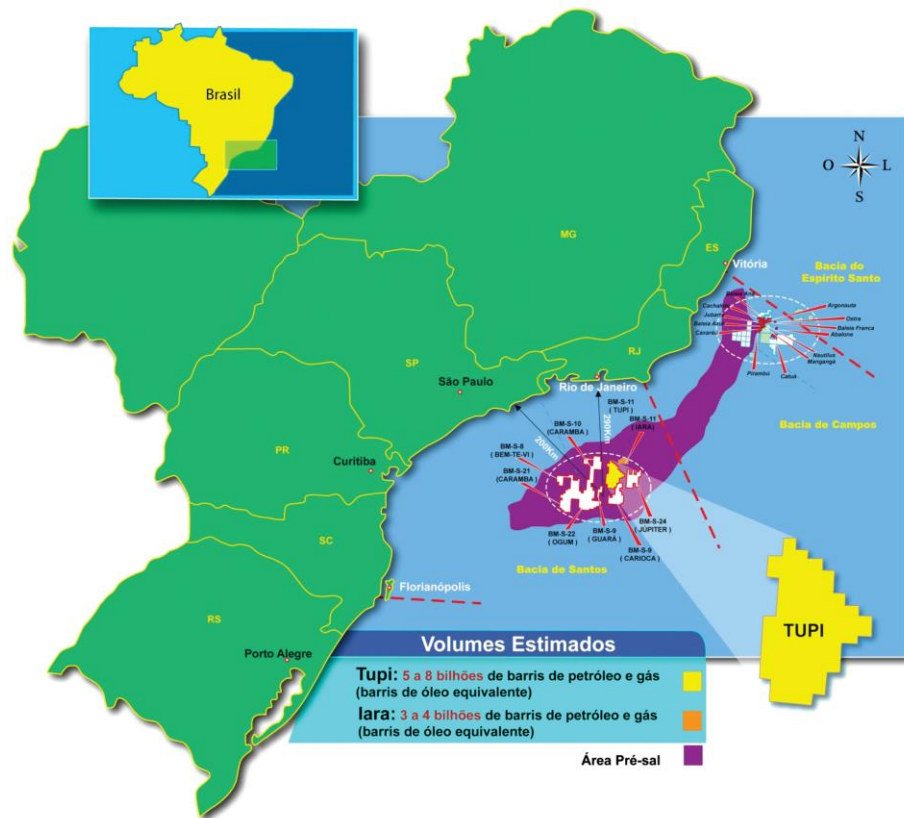 Brasil
N
O
L
S
MG
ES
Vitória
Bacia do
Espírito Santo
Baleia Anã
Cachalote
Jubarte
Baleia Azul
Caxaréu
Argonauta
Ostra
Baleia Franca
Abalone
Nautilus
Mangangá
Pirambu
Catuá
Bacia de Campos
SP
RJ
São Paulo
Rio de Janeiro
200Km
290Km
BM-S-11
( TUPI )
BM-S-10
(CARAMBA )
BM-S-11
( IARA)
BM-S-8
( BEM-TE-VI )
BM-S-21
(CARAMBA )
BM-S-22
( OGUM )
BM-S-9
( GUARÁ )
BM-S-24
( JÚPITER )
BM-S-9
( CARIOCA )
PR
Curitiba
Bacia de Santos
SC
Florianópolis
TUPI
RS
Porto Alegre
Volumes Estimados
Tupi: 5 a 8 bilhões de barris de petróleo e gás
(barris de óleo equivalente)
Iara: 3 a 4 bilhões de barris de petróleo e gás
(barris de óleo equivalente)
Área Pré-sal